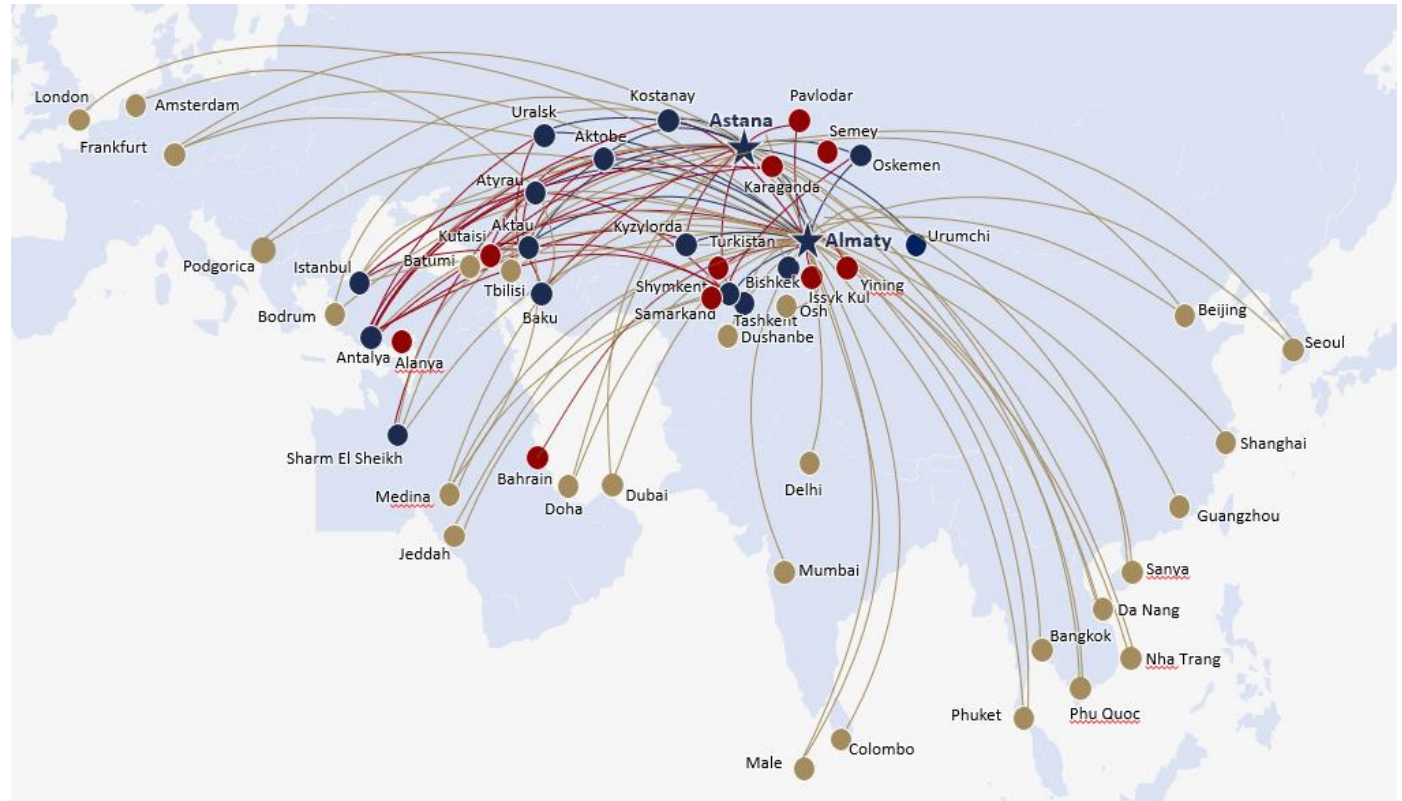 London
Amsterdam
Frankfurt
Kostanay
Pavlodar
Uralsk
Astana
Aktobe
Semey
Oskemen
Karaganda
Atyrau
Aktau
Kyzylorda
Turkistan
Almaty
Urumchi
Kutaisi
Batumi
Podgorica
Istanbul
Tbilisi
Shymkent
Bishkek
Issyk Kul
Yining
Bodrum
Baku
Samarkand
Tashkent
Osh
Dushanbe
Beijing
Seoul
Antalya
Alanya
Sharm El Sheikh
Shanghai
Medina
Bahrain
Doha
Dubai
Delhi
Guangzhou
Jeddah
Mumbai
Sanya
Da Nang
Bangkok
Nha Trang
Phuket
Phu Quoc
Male
Colombo